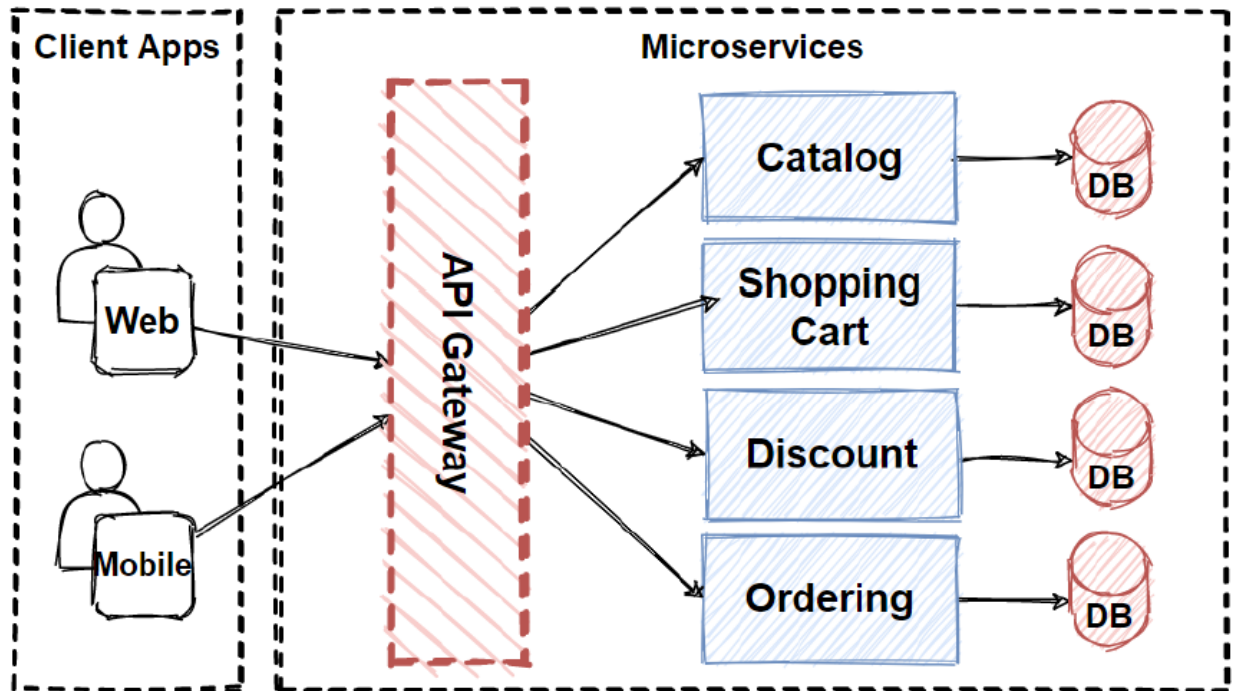 Client Apps
Microservices
Web
Mobile
API Gateway
Catalog
DB
Shopping
Cart
DB
Discount
DB
Ordering
DB